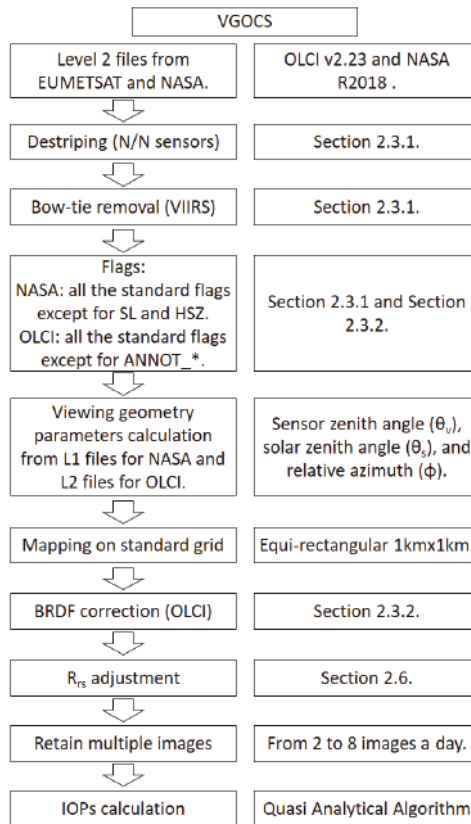 VGOCS
Level 2 files from
EUMETSAT and NASA.
OLCI v2.23 and NASA
R2018 .
Destriping (N/N sensors)
Section 2.3.1.
Bow-tie removal (VIIRS)
Section 2.3.1.
Flags:
NASA: all the standard flags
except for SL and HSZ.
OLCI: all the standard flags
except for ANNOT_*.
Section 2.3.1 and Section
2.3.2.
Viewing geometry
parameters calculation
from L1 files for NASA and
L2 files for OLCI.
Sensor zenith angle (θᵥ),
solar zenith angle (θₛ), and
relative azimuth (ϕ).
Mapping on standard grid
Equi-rectangular 1kmx1km.
BRDF correction (OLCI)
Section 2.3.2.
Rᵣₛ adjustment
Section 2.6.
Retain multiple images
From 2 to 8 images a day.
IOPs calculation
Quasi Analytical Algorithm